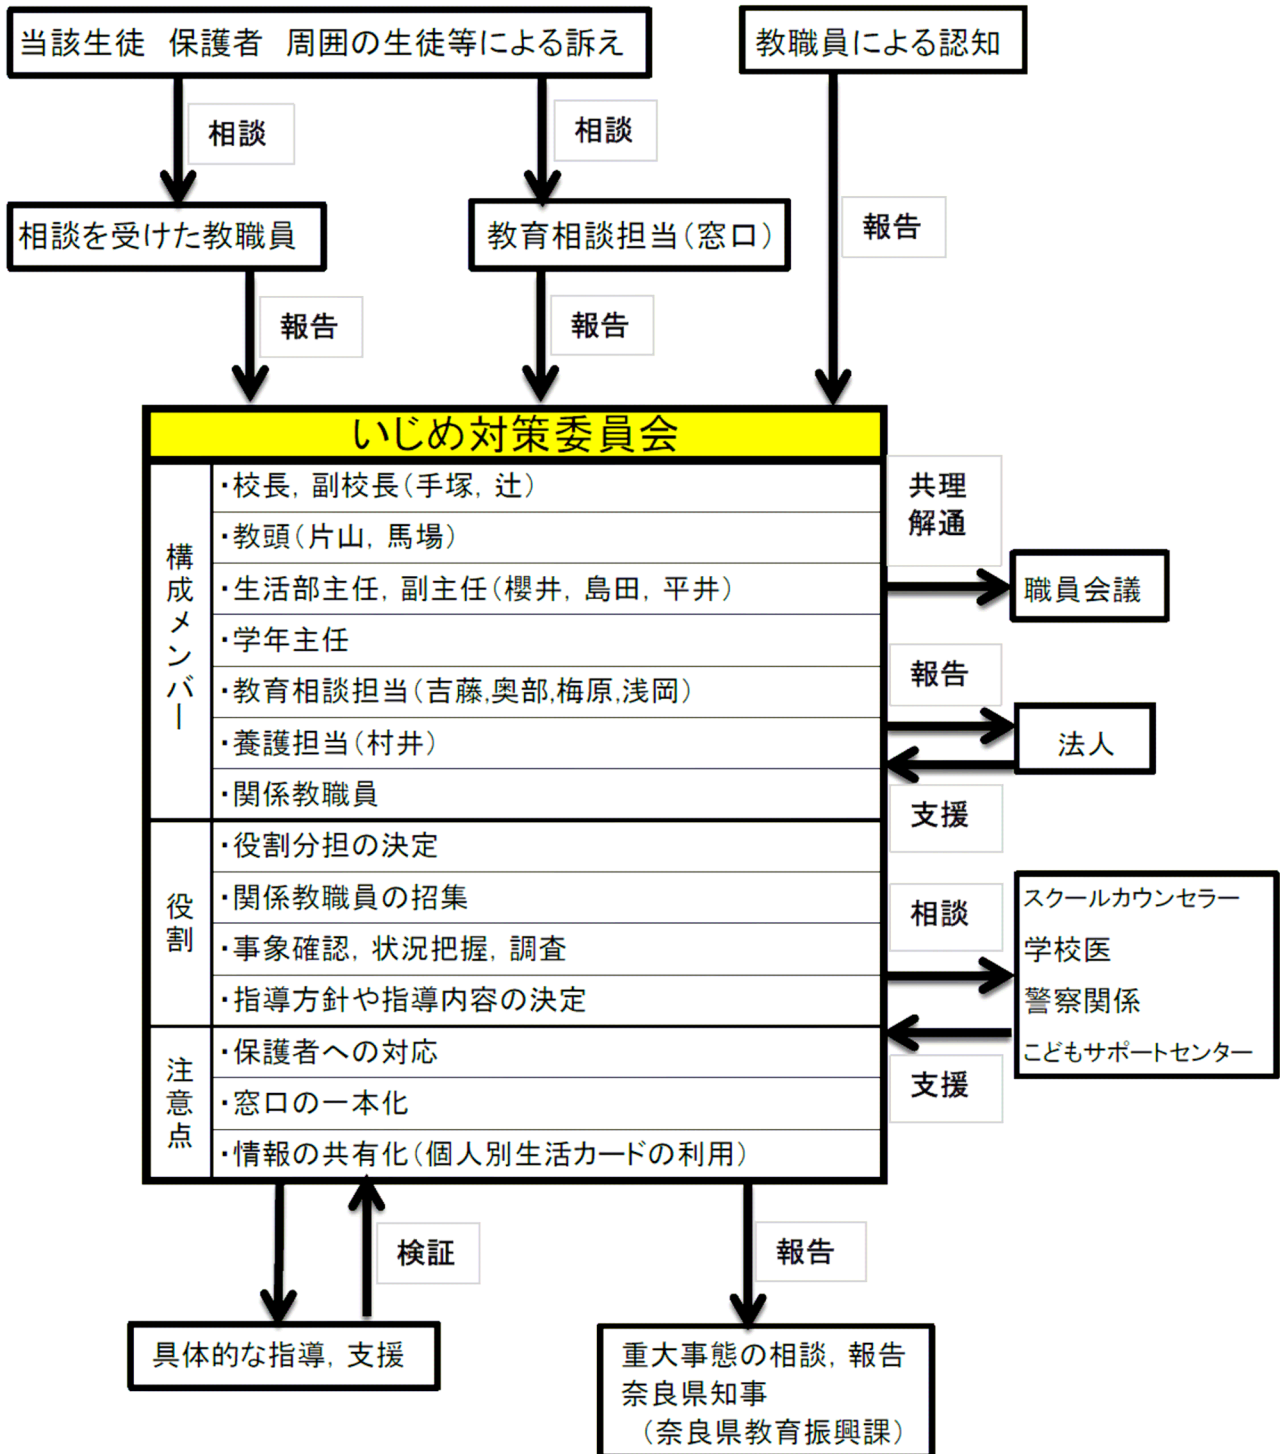 当該生徒　保護者　周囲の生徒等による訴え
教職員による認知
相談
相談
相談を受けた教職員
教育相談担当（窓口）
報告
報告
報告
いじめ対策委員会
構成メンバー
・校長，副校長（手塚，辻）
・教頭（片山，馬場）
・生活部主任，副主任（櫻井，島田，平井）
・学年主任
・教育相談担当（吉藤,奥部,梅原,浅岡）
・養護担当（村井）
・関係教職員
役割
・役割分担の決定
・関係教職員の招集
・事象確認，状況把握，調査
・指導方針や指導内容の決定
注意点
・保護者への対応
・窓口の一本化
・情報の共有化（個人別生活カードの利用）
共理
解通
職員会議
報告
法人
支援
相談
スクールカウンセラー
学校医
警察関係
こどもサポートセンター
支援
検証
報告
具体的な指導，支援
重大事態の相談，報告
奈良県知事
（奈良県教育振興課）